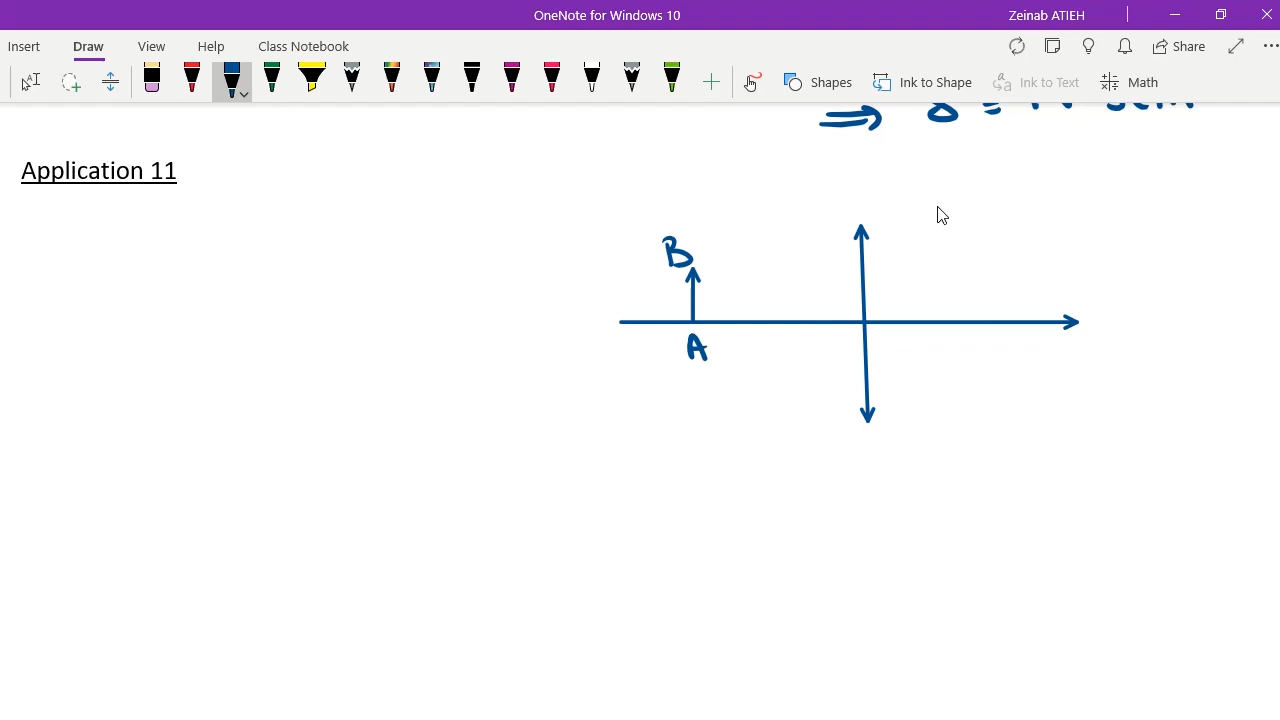 OneNote for Windows 10
Zeinab ATIEH
Insert Draw View Help Class Notebook
Share
Shapes Ink to Shape Ink to Text Math
Application 11
B
A